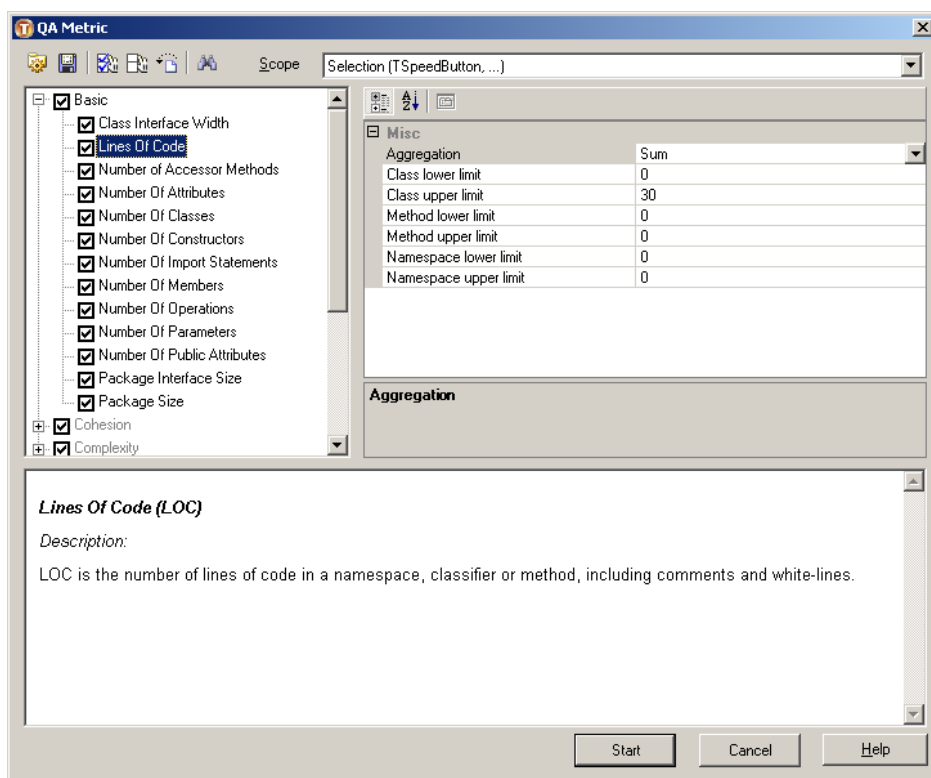 QA Metric
Scope Selection (TSpeedButton, ...)
Basic
Class Interface Width
Lines Of Code
Number of Accessor Methods
Number Of Attributes
Number Of Classes
Number Of Constructors
Number Of Import Statements
Number Of Members
Number Of Operations
Number Of Parameters
Number Of Public Attributes
Package Interface Size
Package Size
Cohesion
Complexity
Misc
Aggregation Sum
Class lower limit 0
Class upper limit 30
Method lower limit 0
Method upper limit 0
Namespace lower limit 0
Namespace upper limit 0
Aggregation
Lines Of Code (LOC)
Description:
LOC is the number of lines of code in a namespace, classifier or method, including comments and white-lines.
Start Cancel Help